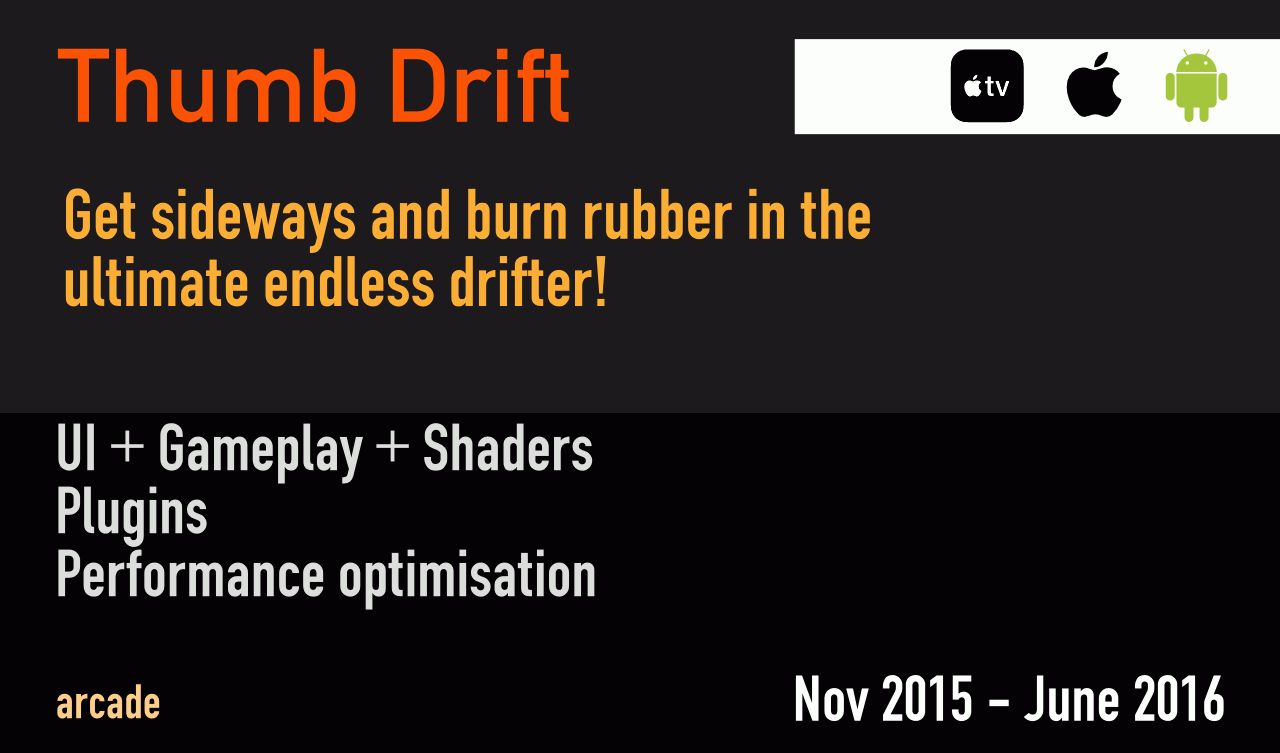 Thumb Drift
tv
Get sideways and burn rubber in the
ultimate endless drifter!
UI + Gameplay + Shaders
Plugins
Performance optimisation
arcade
Nov 2015 - June 2016